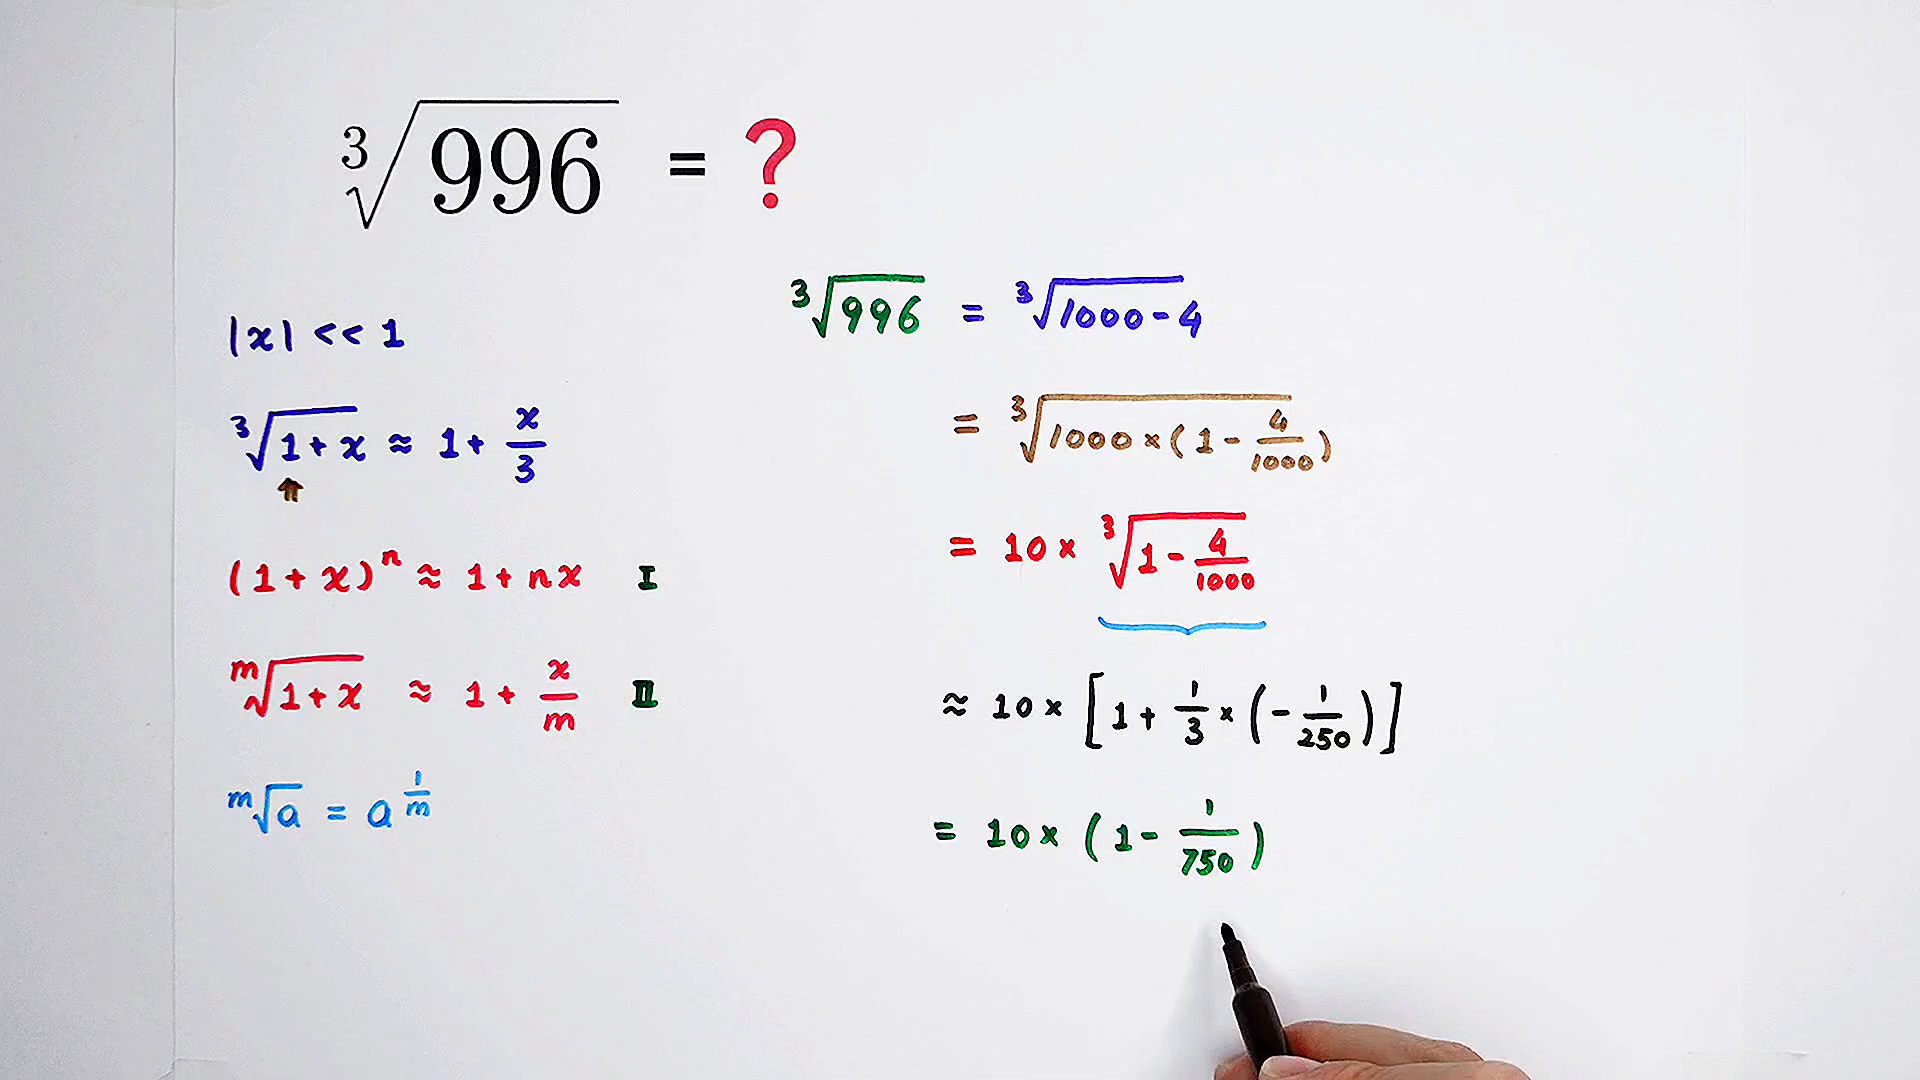 ∛996 = ?
|x| << 1
∛(1+x) ≈ 1 + x/3
⇑
(1+x)ⁿ ≈ 1+nx I
ᵐ√(1+x) ≈ 1 + x/m II
ᵐ√a = a^(1/m)
∛996 = ∛(1000-4)
= ∛(1000×(1-4/1000))
= 10 × ∛(1-4/1000)
≈ 10 × [1 + 1/3 × (-1/250)]
= 10 × (1 - 1/750)